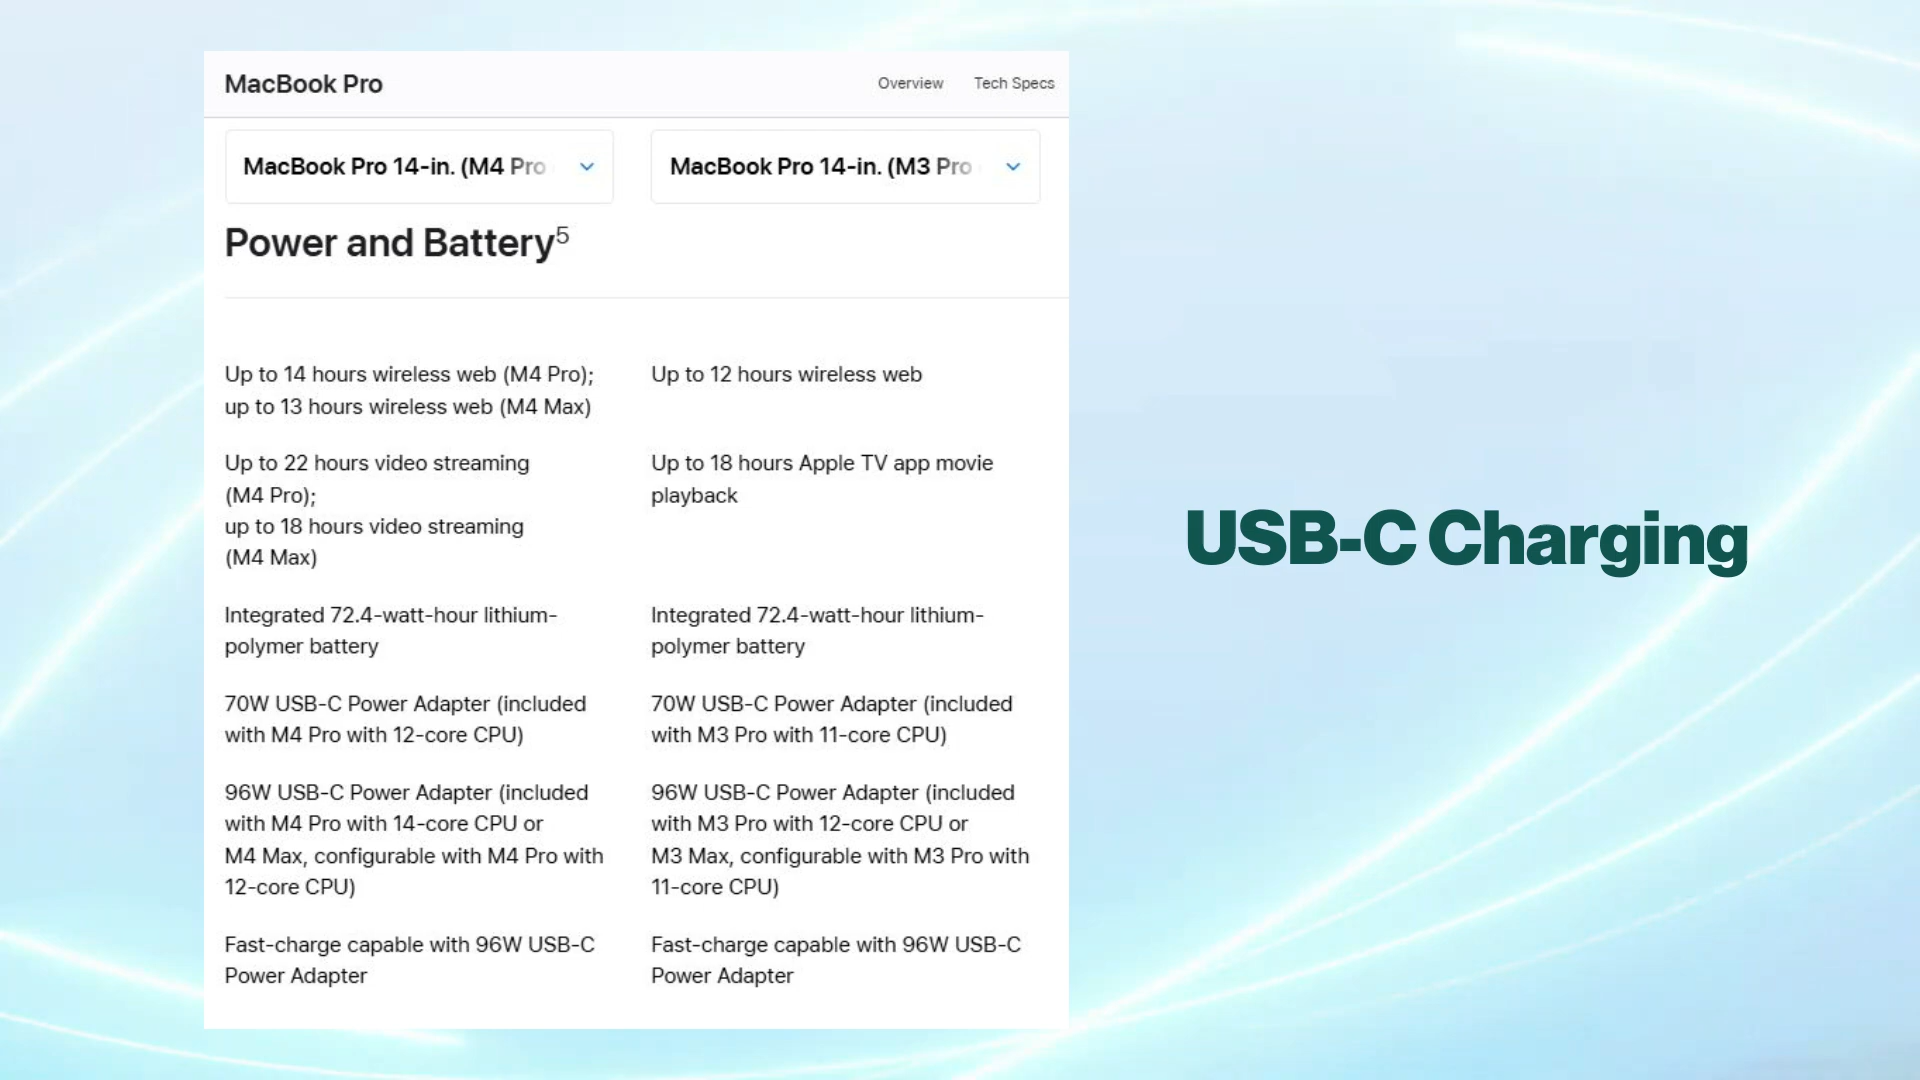 MacBook Pro
Overview
Tech Specs
MacBook Pro 14-in. (M4 Pro
MacBook Pro 14-in. (M3 Pro
Power and Battery⁵
Up to 14 hours wireless web (M4 Pro);
up to 13 hours wireless web (M4 Max)
Up to 12 hours wireless web
Up to 22 hours video streaming
(M4 Pro);
up to 18 hours video streaming
(M4 Max)
Up to 18 hours Apple TV app movie
playback
Integrated 72.4-watt-hour lithium-
polymer battery
Integrated 72.4-watt-hour lithium-
polymer battery
70W USB-C Power Adapter (included
with M4 Pro with 12-core CPU)
70W USB-C Power Adapter (included
with M3 Pro with 11-core CPU)
96W USB-C Power Adapter (included
with M4 Pro with 14-core CPU or
M4 Max, configurable with M4 Pro with
12-core CPU)
96W USB-C Power Adapter (included
with M3 Pro with 12-core CPU or
M3 Max, configurable with M3 Pro with
11-core CPU)
Fast-charge capable with 96W USB-C
Power Adapter
Fast-charge capable with 96W USB-C
Power Adapter
USB-C Charging